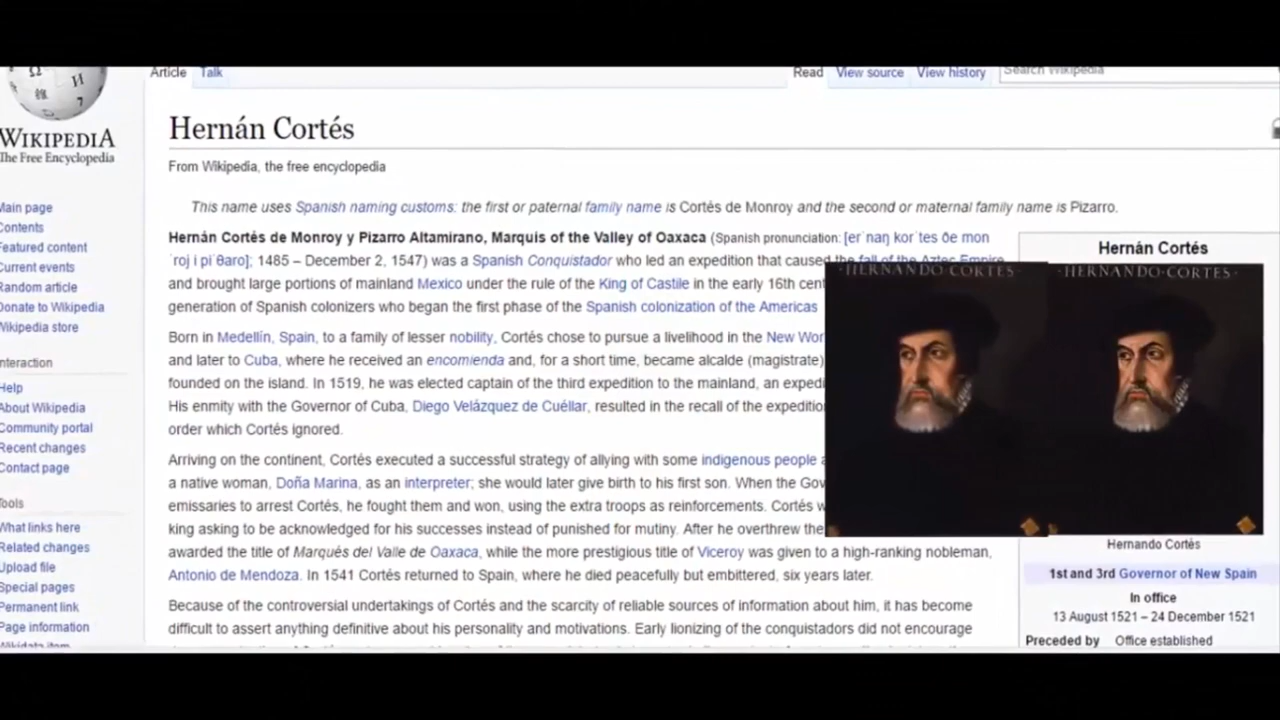 Article Talk Read View source View history Search Wikipedia
WIKIPEDIA
The Free Encyclopedia
Main page
Contents
Featured content
Current events
Random article
Donate to Wikipedia
Wikipedia store
Interaction
Help
About Wikipedia
Community portal
Recent changes
Contact page
Tools
What links here
Related changes
Upload file
Special pages
Permanent link
Page information
Wikidata item
Hernán Cortés
From Wikipedia, the free encyclopedia
This name uses Spanish naming customs: the first or paternal family name is Cortés de Monroy and the second or maternal family name is Pizarro.
Hernán Cortés de Monroy y Pizarro Altamirano, Marquis of the Valley of Oaxaca (Spanish pronunciation: [erˈnaŋ korˈtes ðe mon
ˈroj i piˈθaro]; 1485 – December 2, 1547) was a Spanish Conquistador who led an expedition that caused the fall of the Aztec Empire
and brought large portions of mainland Mexico under the rule of the King of Castile in the early 16th cent
generation of Spanish colonizers who began the first phase of the Spanish colonization of the Americas
Born in Medellín, Spain, to a family of lesser nobility, Cortés chose to pursue a livelihood in the New Wor
and later to Cuba, where he received an encomienda and, for a short time, became alcalde (magistrate)
founded on the island. In 1519, he was elected captain of the third expedition to the mainland, an expedi
His enmity with the Governor of Cuba, Diego Velázquez de Cuéllar, resulted in the recall of the expedition
order which Cortés ignored.
Arriving on the continent, Cortés executed a successful strategy of allying with some indigenous people a
a native woman, Doña Marina, as an interpreter; she would later give birth to his first son. When the Gov
emissaries to arrest Cortés, he fought them and won, using the extra troops as reinforcements. Cortés w
king asking to be acknowledged for his successes instead of punished for mutiny. After he overthrew the
awarded the title of Marqués del Valle de Oaxaca, while the more prestigious title of Viceroy was given to a high-ranking nobleman,
Antonio de Mendoza. In 1541 Cortés returned to Spain, where he died peacefully but embittered, six years later.
Because of the controversial undertakings of Cortés and the scarcity of reliable sources of information about him, it has become
difficult to assert anything definitive about his personality and motivations. Early lionizing of the conquistadors did not encourage
Hernán Cortés
·HERNANDO·CORTES· ·HERNANDO·CORTES·
Hernando Cortés
1st and 3rd Governor of New Spain
In office
13 August 1521 – 24 December 1521
Preceded by Office established